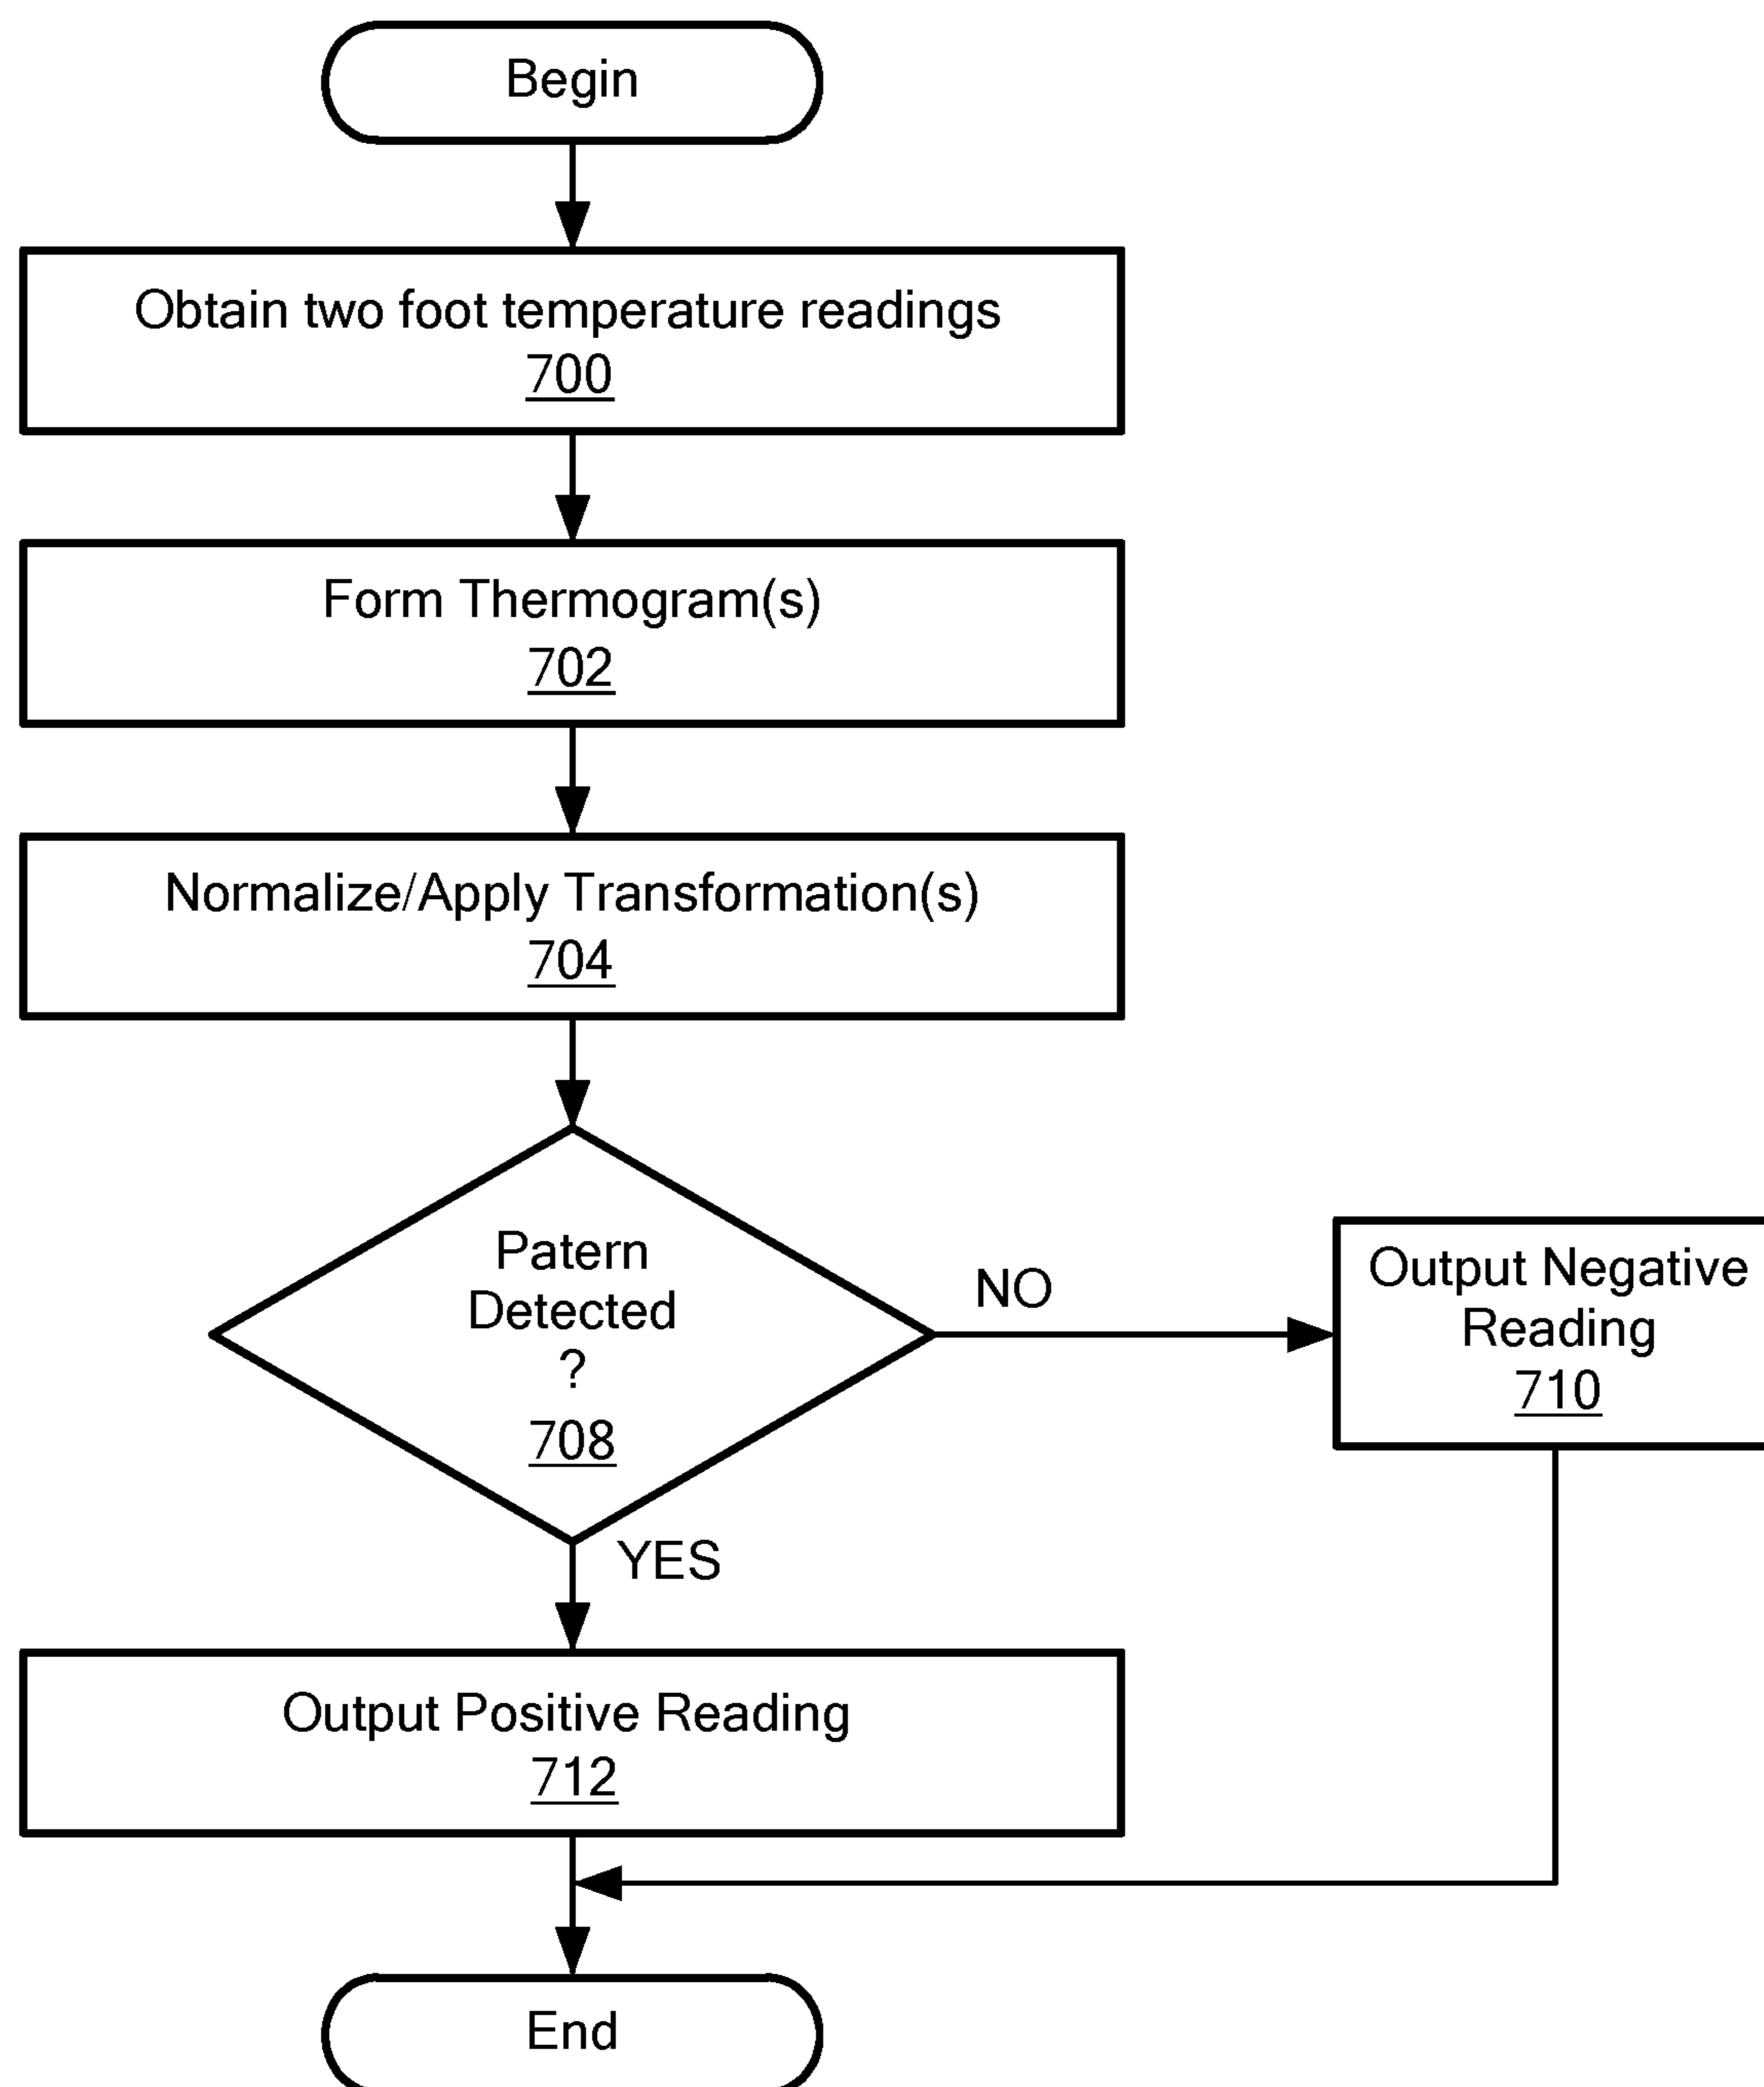 Begin
Obtain two foot temperature readings
700
Form Thermogram(s)
702
Normalize/Apply Transformation(s)
704
Patern
Detected
?
708
NO
Output Negative
Reading
710
YES
Output Positive Reading
712
End